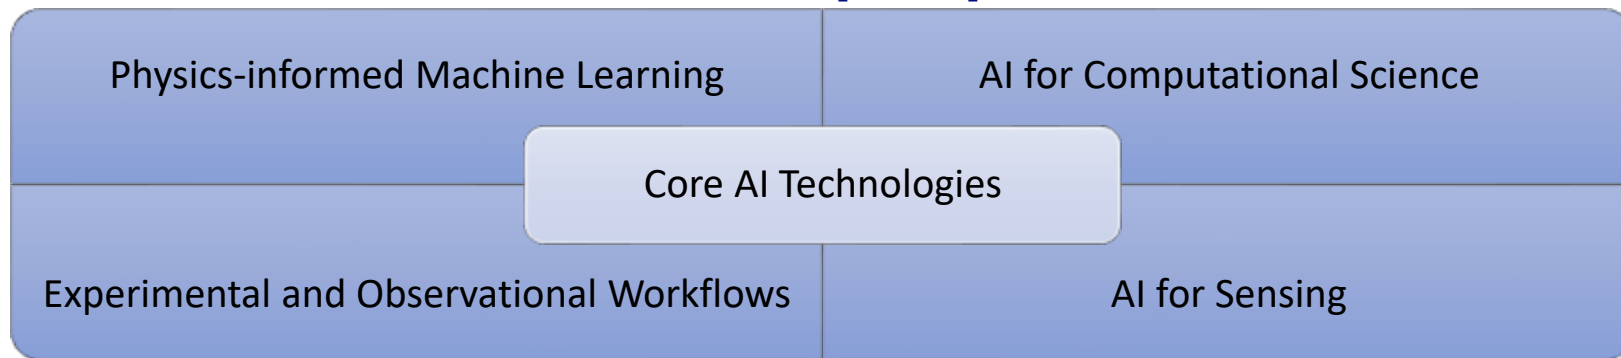 Physics-informed Machine Learning
AI for Computational Science
Core AI Technologies
Experimental and Observational Workflows
AI for Sensing